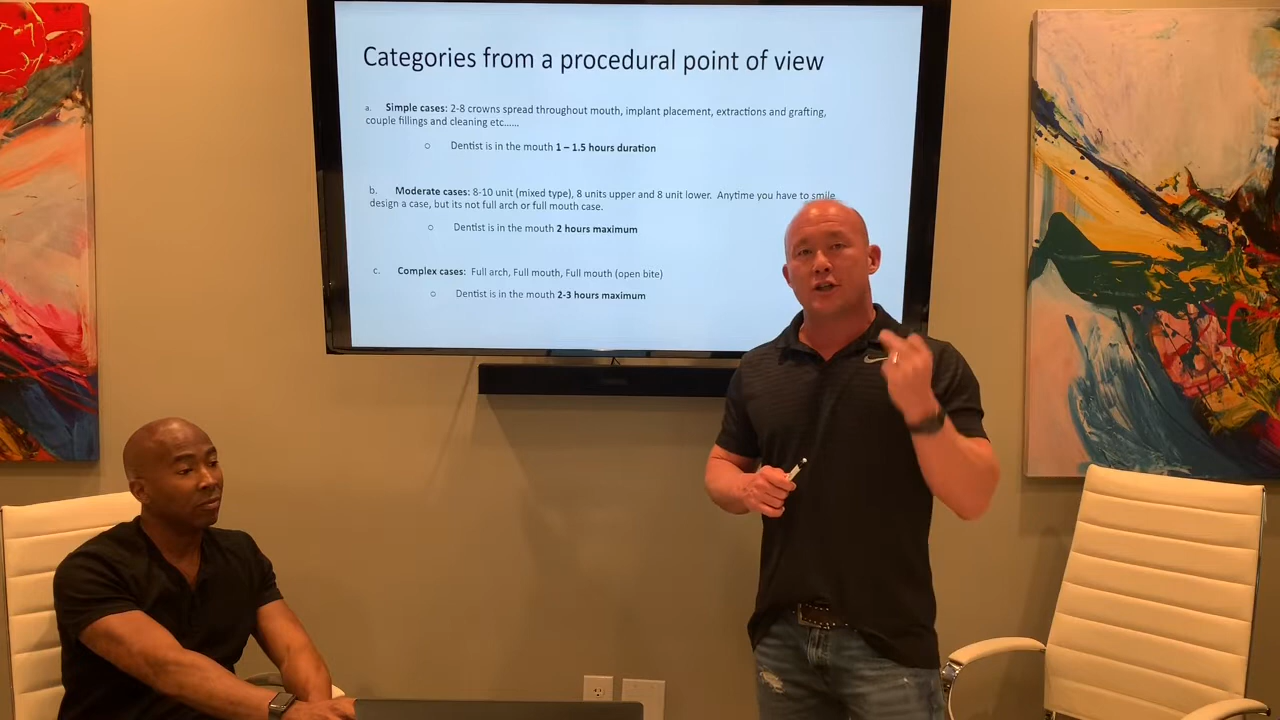 Categories from a procedural point of view
a. Simple cases: 2-8 crowns spread throughout mouth, implant placement, extractions and grafting,
couple fillings and cleaning etc......
○ Dentist is in the mouth 1 – 1.5 hours duration
b. Moderate cases: 8-10 unit (mixed type), 8 units upper and 8 unit lower. Anytime you have to smile
design a case, but its not full arch or full mouth case.
○ Dentist is in the mouth 2 hours maximum
c. Complex cases: Full arch, Full mouth, Full mouth (open bite)
○ Dentist is in the mouth 2-3 hours maximum